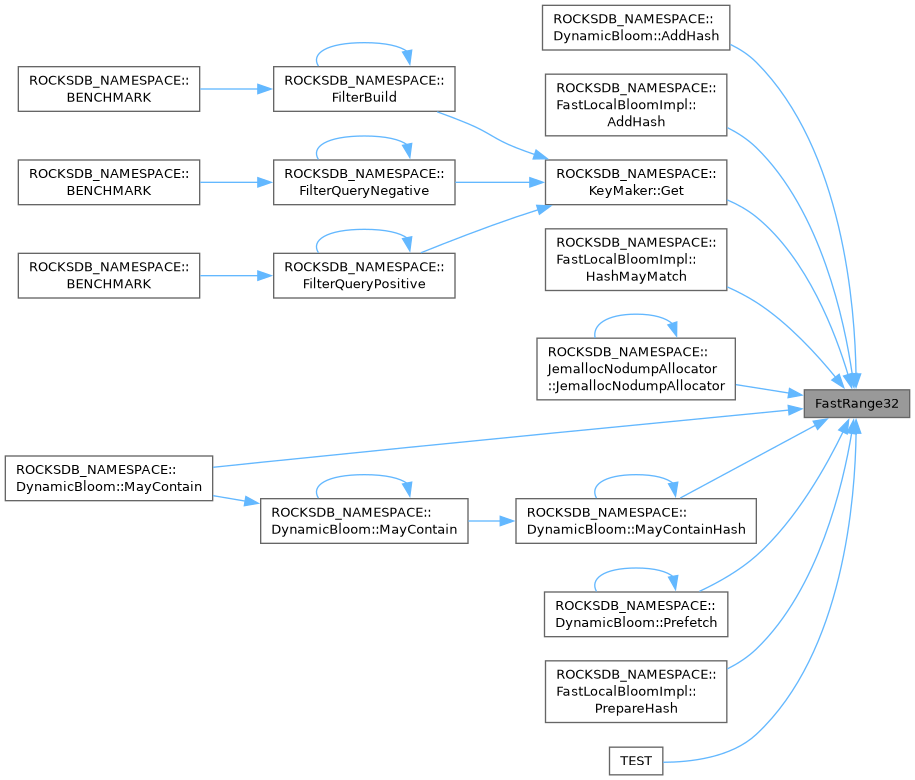 ROCKSDB_NAMESPACE::
DynamicBloom::AddHash
ROCKSDB_NAMESPACE::
FilterBuild
ROCKSDB_NAMESPACE::
BENCHMARK
ROCKSDB_NAMESPACE::
FastLocalBloomImpl::
AddHash
ROCKSDB_NAMESPACE::
BENCHMARK
ROCKSDB_NAMESPACE::
FilterQueryNegative
ROCKSDB_NAMESPACE::
KeyMaker::Get
ROCKSDB_NAMESPACE::
FastLocalBloomImpl::
HashMayMatch
ROCKSDB_NAMESPACE::
BENCHMARK
ROCKSDB_NAMESPACE::
FilterQueryPositive
ROCKSDB_NAMESPACE::
JemallocNodumpAllocator
::JemallocNodumpAllocator
FastRange32
ROCKSDB_NAMESPACE::
DynamicBloom::MayContain
ROCKSDB_NAMESPACE::
DynamicBloom::MayContain
ROCKSDB_NAMESPACE::
DynamicBloom::MayContainHash
ROCKSDB_NAMESPACE::
DynamicBloom::Prefetch
ROCKSDB_NAMESPACE::
FastLocalBloomImpl::
PrepareHash
TEST